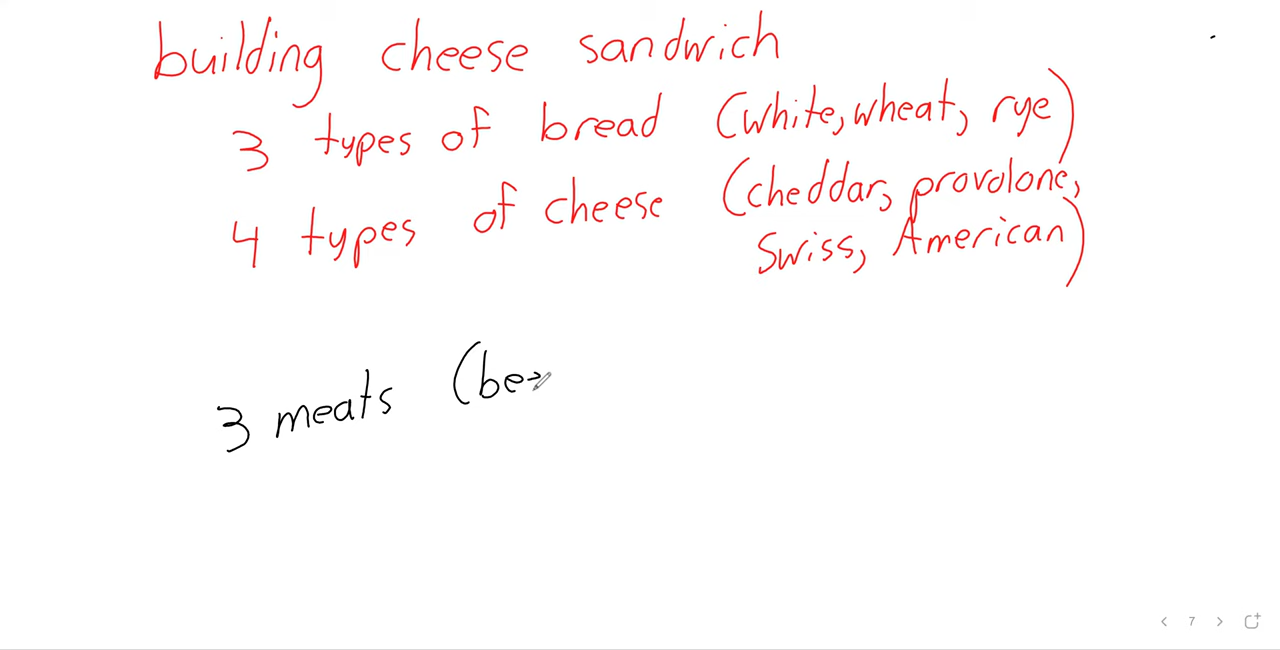 building cheese sandwich
3 types of bread (white, wheat, rye)
4 types of cheese (cheddar, provolone,
Swiss, American)
3 meats (be
7